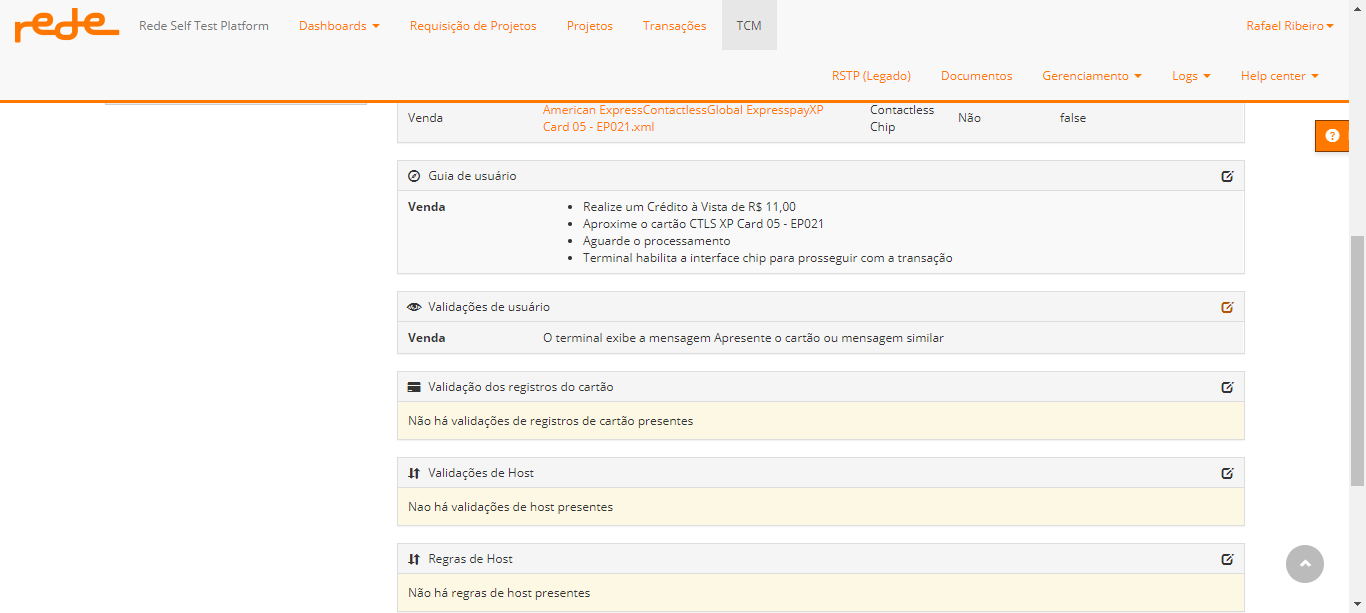 rede
Rede Self Test Platform
Dashboards
Requisição de Projetos
Projetos
Transações
TCM
Rafael Ribeiro
RSTP (Legado)
Documentos
Gerenciamento
Logs
Help center
Venda
American ExpressContactlessGlobal ExpresspayXP
Card 05 - EP021.xml
Contactless
Chip
Não
false
?
Guia de usuário
Venda
Realize um Crédito à Vista de R$ 11,00
Aproxime o cartão CTLS XP Card 05 - EP021
Aguarde o processamento
Terminal habilita a interface chip para prosseguir com a transação
Validações de usuário
Venda
O terminal exibe a mensagem Apresente o cartão ou mensagem similar
Validação dos registros do cartão
Não há validações de registros de cartão presentes
Validações de Host
Nao há validações de host presentes
Regras de Host
Não há regras de host presentes